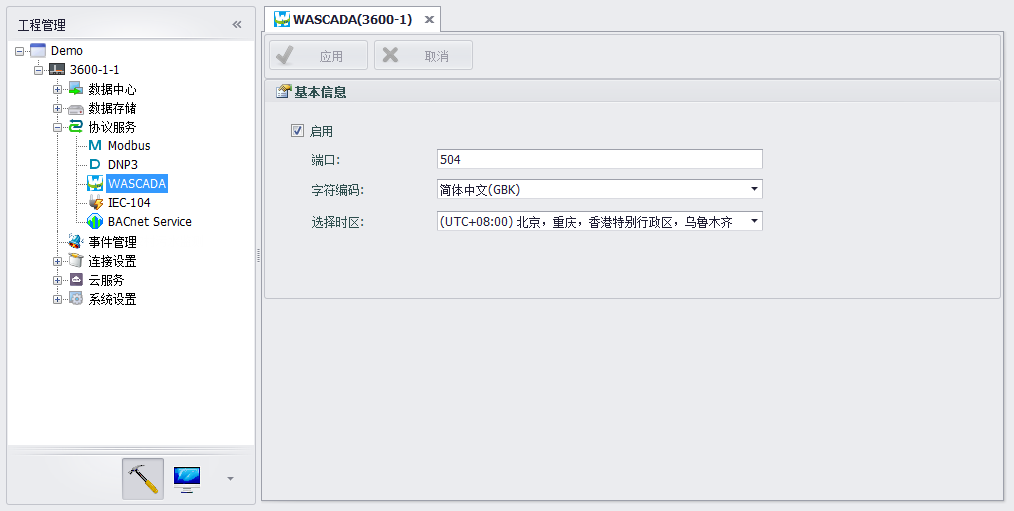 工程管理
Demo
3600-1-1
数据中心
数据存储
协议服务
Modbus
DNP3
WASCADA
IEC-104
BACnet Service
事件管理
连接设置
云服务
系统设置
WASCADA(3600-1)
应用
取消
基本信息
启用
端口:
504
字符编码:
简体中文(GBK)
选择时区:
(UTC+08:00) 北京，重庆，香港特别行政区，乌鲁木齐